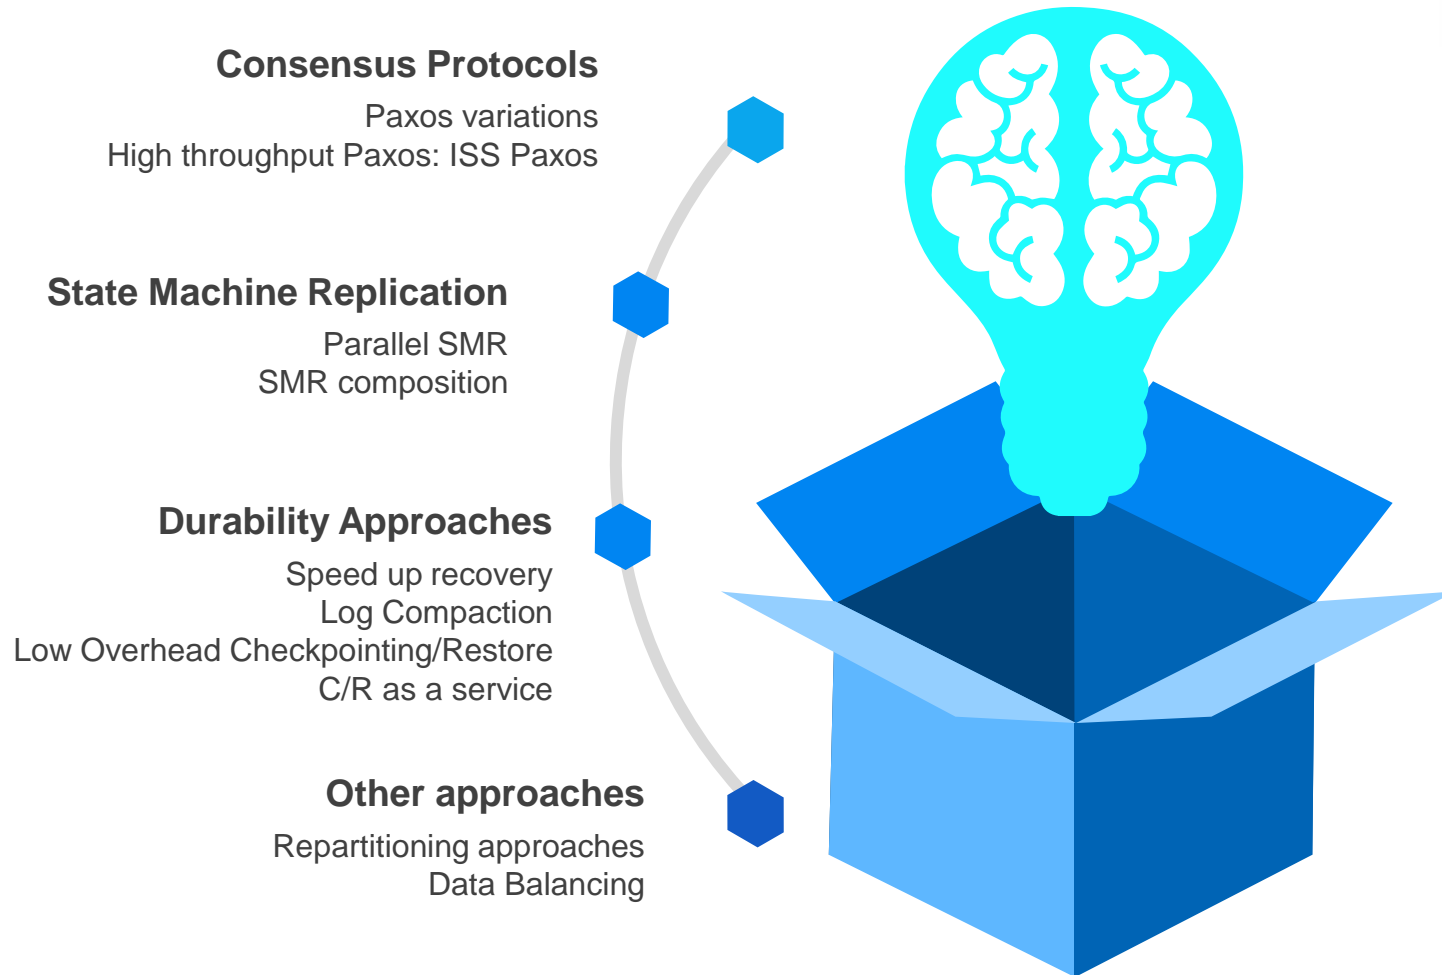 Consensus Protocols
Paxos variations
High throughput Paxos: ISS Paxos
State Machine Replication
Parallel SMR
SMR composition
Durability Approaches
Speed up recovery
Log Compaction
Low Overhead Checkpointing/Restore
C/R as a service
Other approaches
Repartitioning approaches
Data Balancing